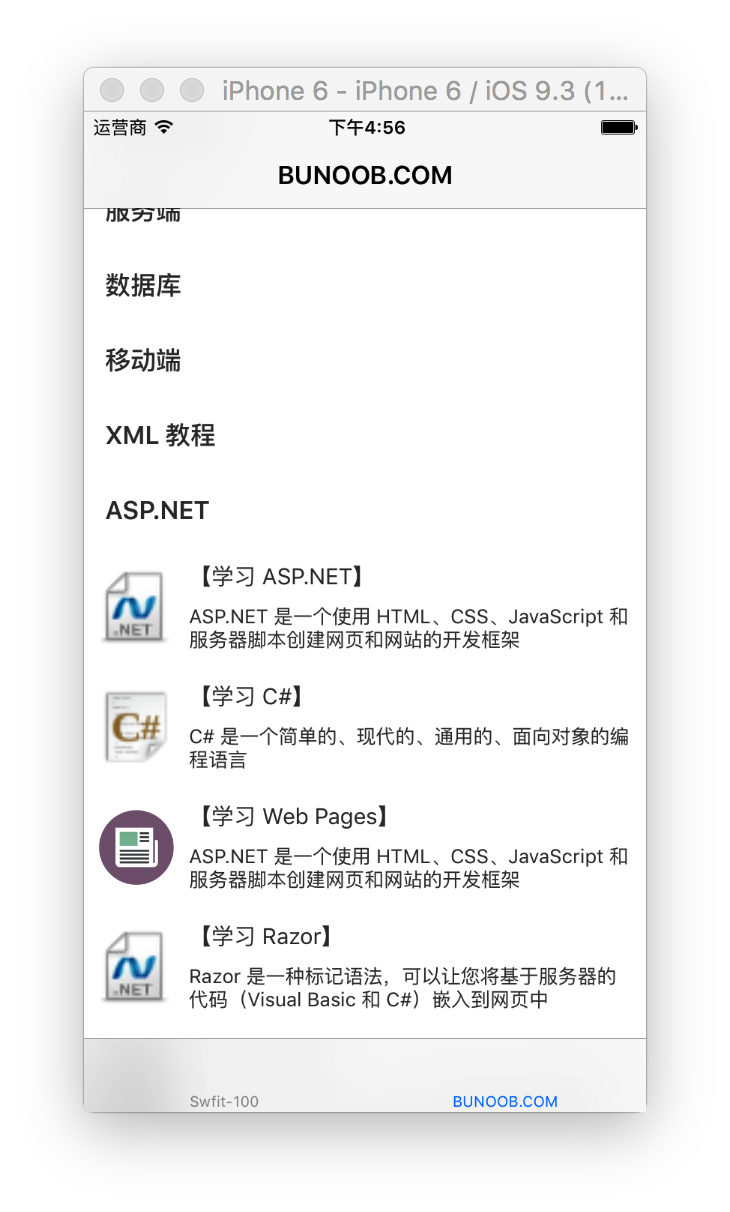 iPhone 6 - iPhone 6 / iOS 9.3 (1...
运营商 下午4:56
BUNOOB.COM
服务端
数据库
移动端
XML 教程
ASP.NET
【学习 ASP.NET】
ASP.NET 是一个使用 HTML、CSS、JavaScript 和
服务器脚本创建网页和网站的开发框架
.NET
【学习 C#】
C#
C# 是一个简单的、现代的、通用的、面向对象的编
程语言
【学习 Web Pages】
ASP.NET 是一个使用 HTML、CSS、JavaScript 和
服务器脚本创建网页和网站的开发框架
【学习 Razor】
Razor 是一种标记语法，可以让您将基于服务器的
代码（Visual Basic 和 C#）嵌入到网页中
.NET
Swfit-100 BUNOOB.COM